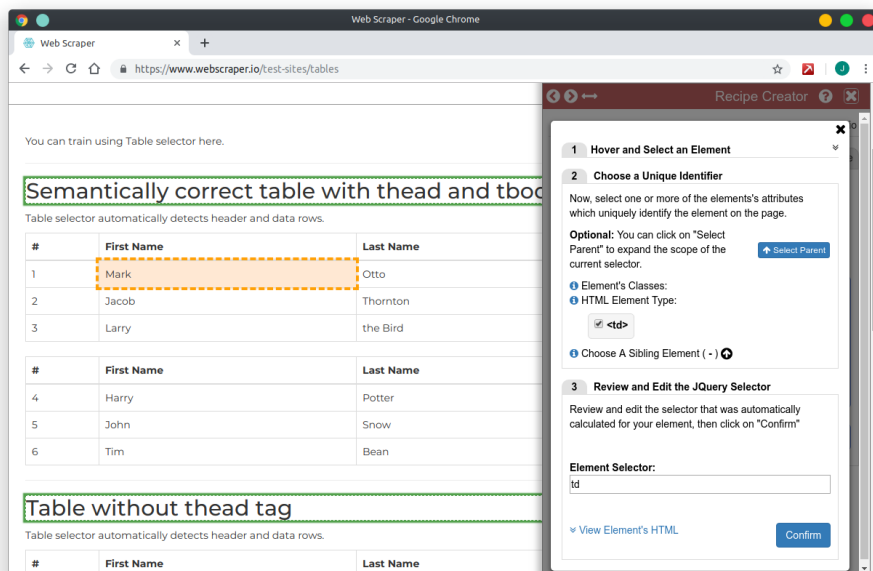 Web Scraper - Google Chrome
Web Scraper × +
https://www.webscraper.io/test-sites/tables
J
You can train using Table selector here.
Semantically correct table with thead and tbo
Table selector automatically detects header and data rows.
# First Name Last Name
1 Mark Otto
2 Jacob Thornton
3 Larry the Bird
# First Name Last Name
4 Harry Potter
5 John Snow
6 Tim Bean
Table without thead tag
Table selector automatically detects header and data rows.
# First Name Last Name
Recipe Creator
1 Hover and Select an Element
2 Choose a Unique Identifier
Now, select one or more of the elements's attributes
which uniquely identify the element on the page.
Optional: You can click on "Select
Parent" to expand the scope of the
current selector.
Select Parent
Element's Classes:
HTML Element Type:
<td>
Choose A Sibling Element ( - )
3 Review and Edit the JQuery Selector
Review and edit the selector that was automatically
calculated for your element, then click on "Confirm"
Element Selector:
td
View Element's HTML
Confirm